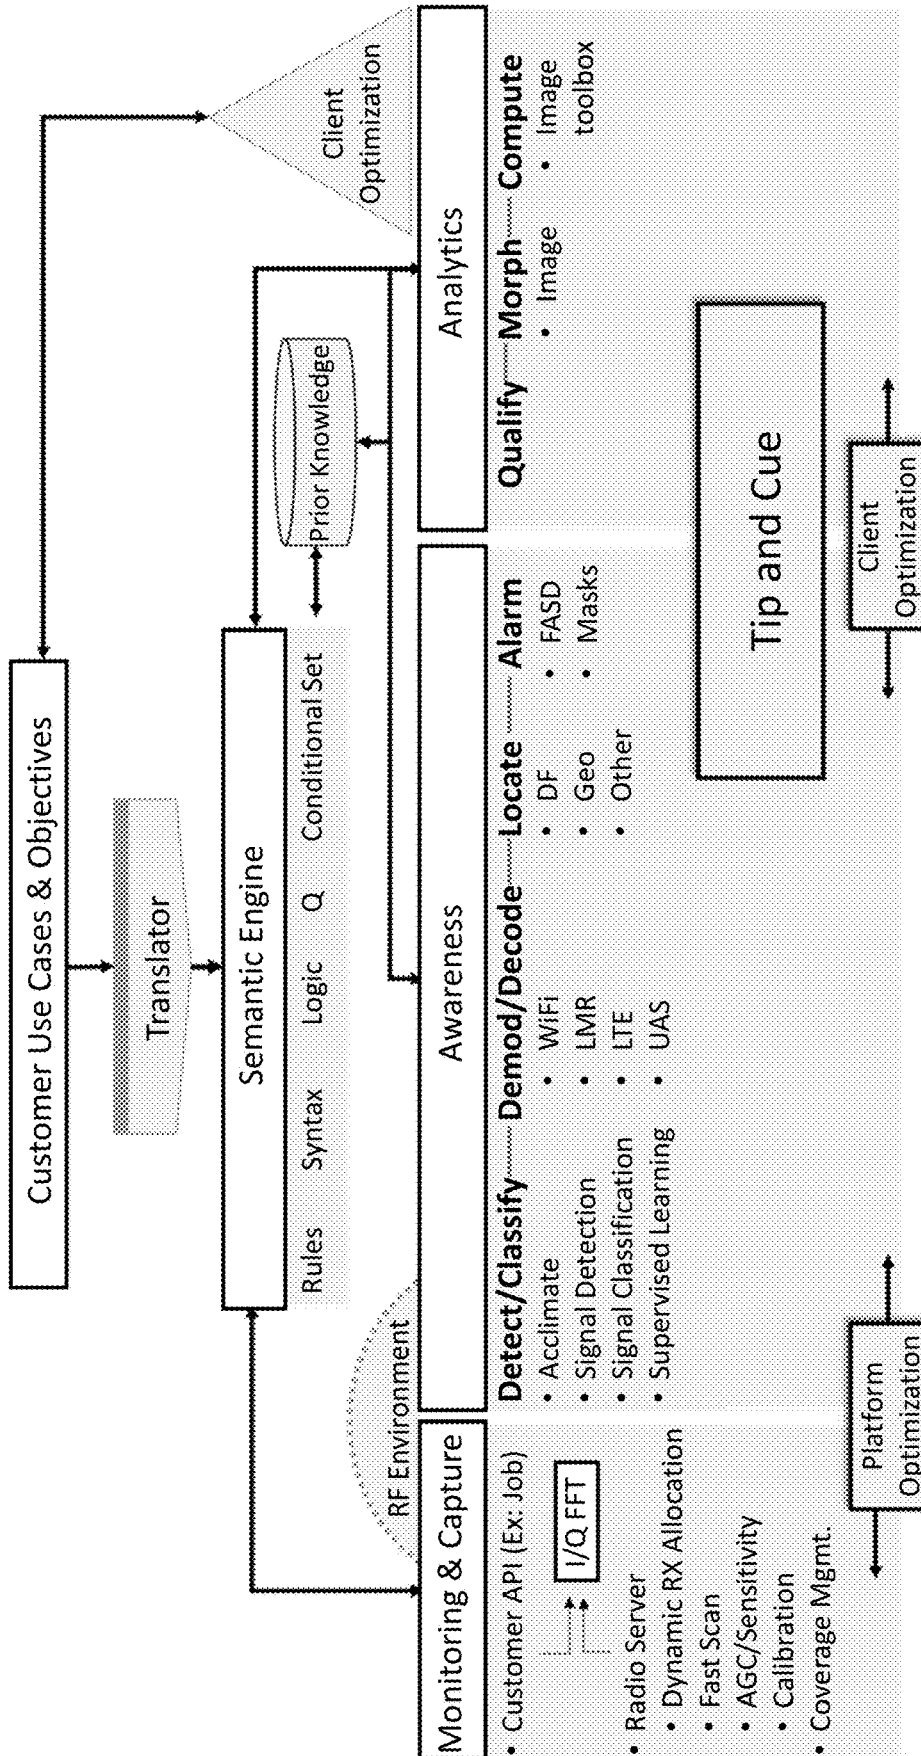 Customer Use Cases & Objectives
Translator
Semantic Engine
Rules Syntax Logic Q Conditional Set
Prior Knowledge
Client
Optimization
RF Environment
Monitoring & Capture
• Customer API (Ex: Job)
I/Q FFT
• Radio Server
• Dynamic RX Allocation
• Fast Scan
• AGC/Sensitivity
• Calibration
• Coverage Mgmt.
Awareness
Detect/Classify Demod/Decode Locate Alarm
• Acclimate
• Signal Detection
• Signal Classification
• Supervised Learning
• WiFi
• LMR
• LTE
• UAS
• DF
• Geo
• Other
• FASD
• Masks
Analytics
Qualify Morph Compute
• Image
• Image
toolbox
Tip and Cue
Platform
Optimization
Client
Optimization